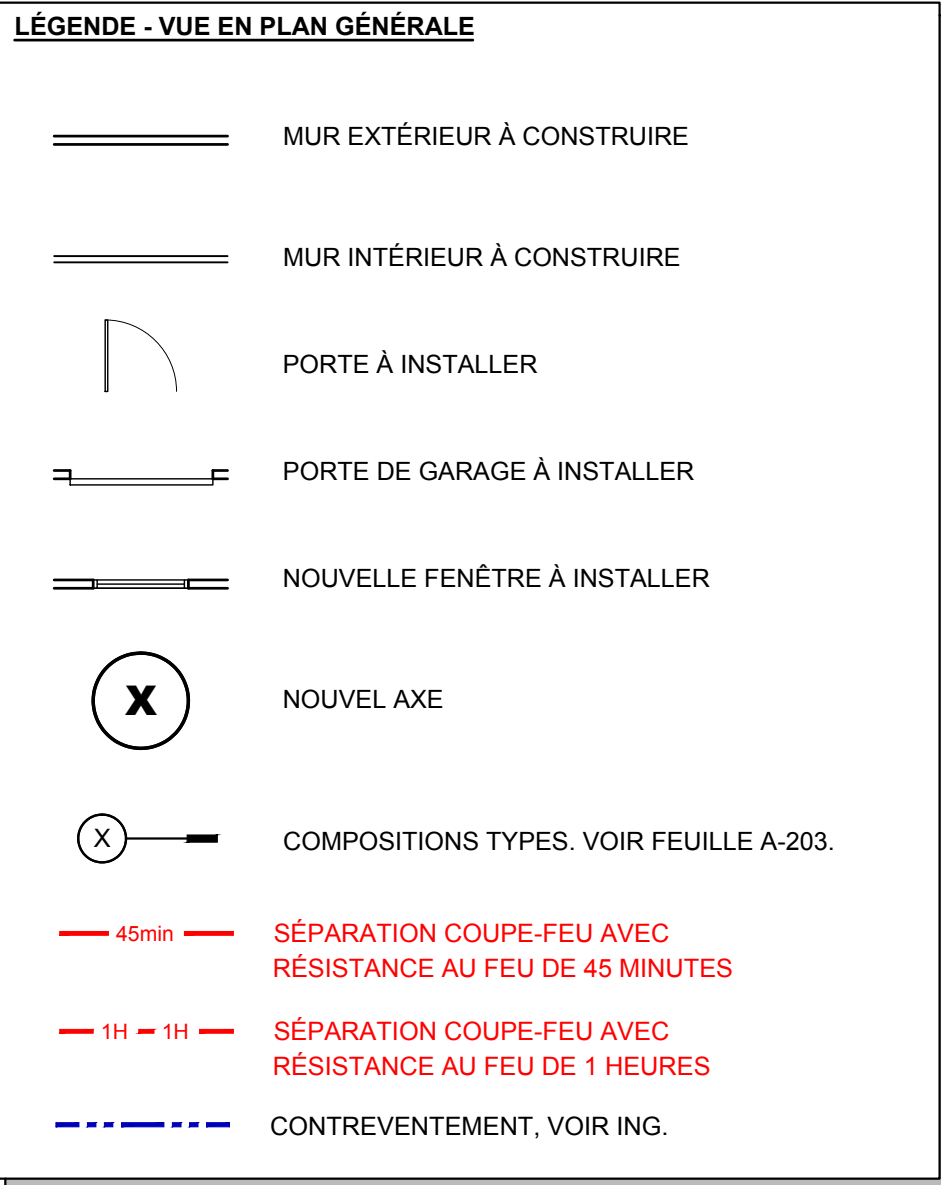 LÉGENDE - VUE EN PLAN GÉNÉRALE
MUR EXTÉRIEUR À CONSTRUIRE
MUR INTÉRIEUR À CONSTRUIRE
PORTE À INSTALLER
PORTE DE GARAGE À INSTALLER
NOUVELLE FENÊTRE À INSTALLER
X NOUVEL AXE
X COMPOSITIONS TYPES. VOIR FEUILLE A-203.
45min SÉPARATION COUPE-FEU AVEC
RÉSISTANCE AU FEU DE 45 MINUTES
1H 1H SÉPARATION COUPE-FEU AVEC
RÉSISTANCE AU FEU DE 1 HEURES
CONTREVENTEMENT, VOIR ING.